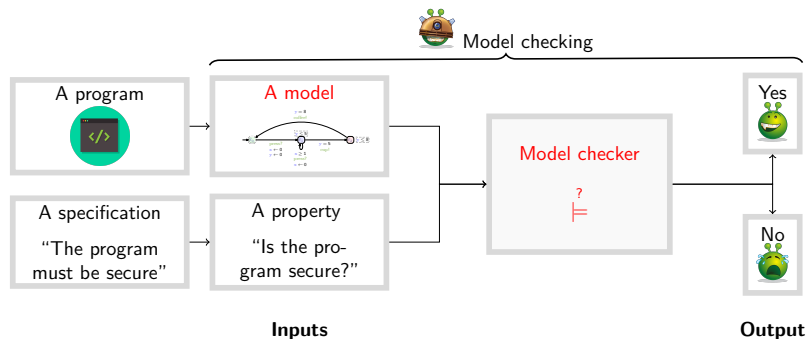 Model checking
A program
</>
A model
A specification
"The program
must be secure"
A property
"Is the pro-
gram secure?"
Model checker
?
⊨
Yes
No
Inputs
Output